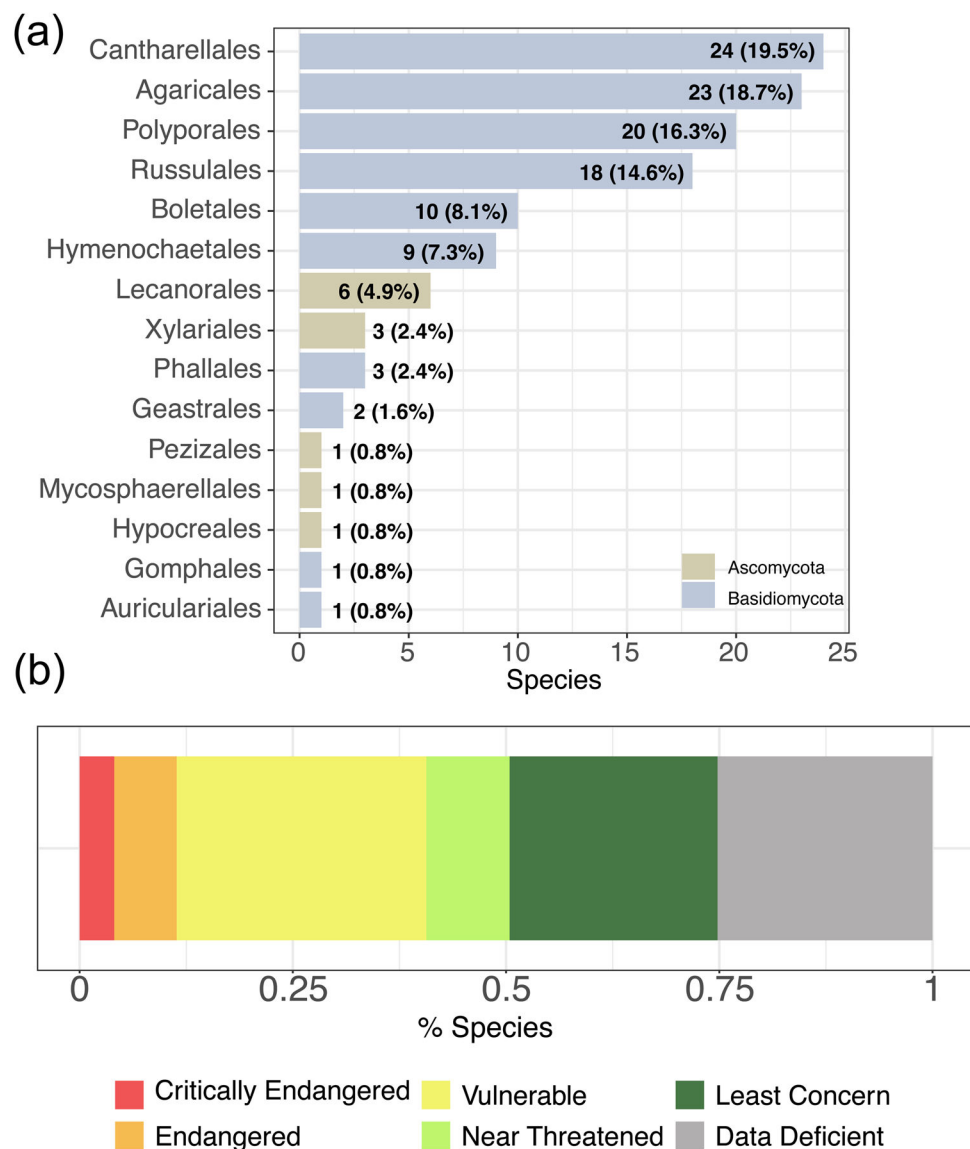 (a)
Cantharellales 24 (19.5%)
Agaricales 23 (18.7%)
Polyporales 20 (16.3%)
Russulales 18 (14.6%)
Boletales 10 (8.1%)
Hymenochaetales 9 (7.3%)
Lecanorales 6 (4.9%)
Xylariales 3 (2.4%)
Phallales 3 (2.4%)
Geastrales 2 (1.6%)
Pezizales 1 (0.8%)
Mycosphaerellales 1 (0.8%)
Hypocreales 1 (0.8%)
Gomphales 1 (0.8%)
Auriculariales 1 (0.8%)
Ascomycota
Basidiomycota
0 5 10 15 20 25
Species
(b)
0 0.25 0.5 0.75 1
% Species
Critically Endangered Vulnerable Least Concern
Endangered Near Threatened Data Deficient